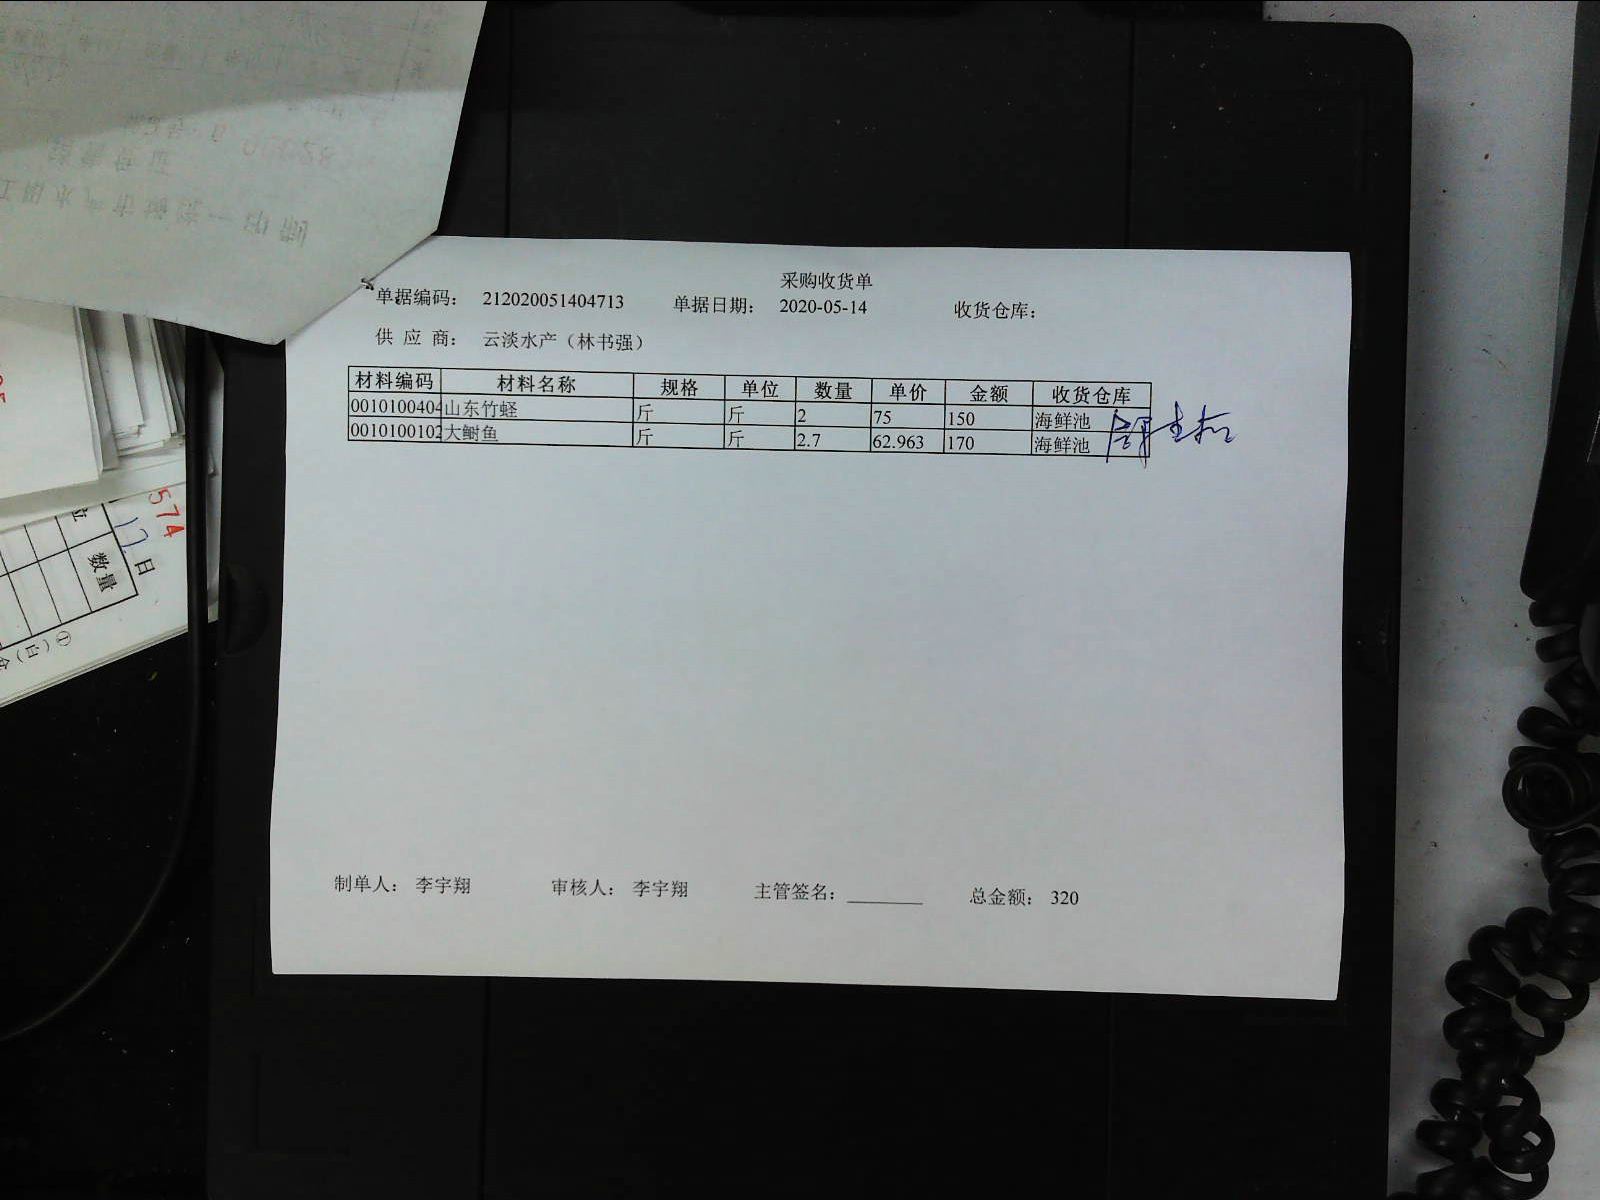 采购收货单
单据编码： 212020051404713 单据日期： 2020-05-14 收货仓库：
供 应 商： 云淡水产（林书强）
材料编码 材料名称 规格 单位 数量 单价 金额 收货仓库
0010100404 山东竹蛏 斤 斤 2 75 150 海鲜池
0010100102 大鲥鱼 斤 斤 2.7 62.963 170 海鲜池
制单人： 李宇翔 审核人： 李宇翔 主管签名： 总金额： 320
574
17 日
数量